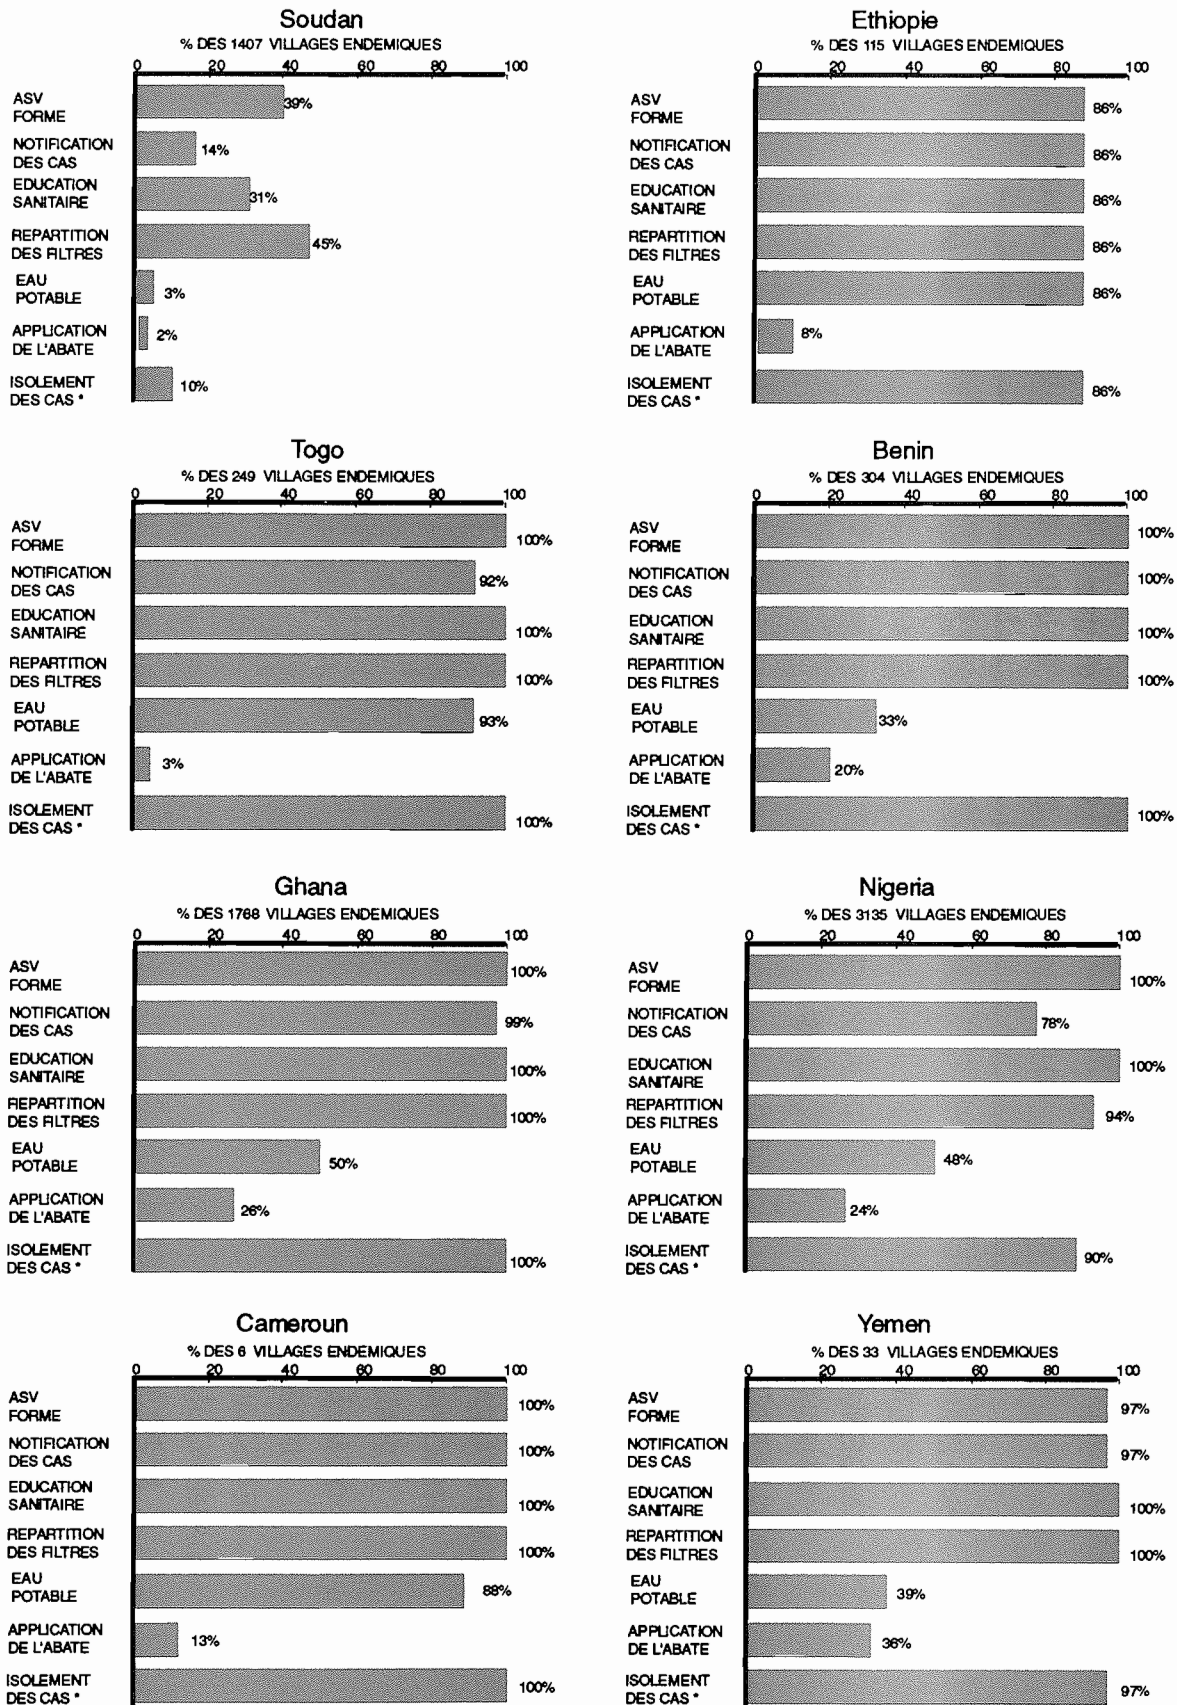 Soudan
% DES 1407 VILLAGES ENDEMIQUES
0 20 40 60 80 100
ASV
FORME
39%
NOTIFICATION
DES CAS
14%
EDUCATION
SANITAIRE
31%
REPARTITION
DES FILTRES
45%
EAU
POTABLE
3%
APPLICATION
DE L'ABATE
2%
ISOLEMENT
DES CAS *
10%
Ethiopie
% DES 115 VILLAGES ENDEMIQUES
0 20 40 60 80 100
ASV
FORME
86%
NOTIFICATION
DES CAS
86%
EDUCATION
SANITAIRE
86%
REPARTITION
DES FILTRES
86%
EAU
POTABLE
86%
APPLICATION
DE L'ABATE
8%
ISOLEMENT
DES CAS *
86%
Togo
% DES 249 VILLAGES ENDEMIQUES
0 20 40 60 80 100
ASV
FORME
100%
NOTIFICATION
DES CAS
92%
EDUCATION
SANITAIRE
100%
REPARTITION
DES FILTRES
100%
EAU
POTABLE
93%
APPLICATION
DE L'ABATE
3%
ISOLEMENT
DES CAS *
100%
Benin
% DES 304 VILLAGES ENDEMIQUES
0 20 40 60 80 100
ASV
FORME
100%
NOTIFICATION
DES CAS
100%
EDUCATION
SANITAIRE
100%
REPARTITION
DES FILTRES
100%
EAU
POTABLE
33%
APPLICATION
DE L'ABATE
20%
ISOLEMENT
DES CAS *
100%
Ghana
% DES 1768 VILLAGES ENDEMIQUES
0 20 40 60 80 100
ASV
FORME
100%
NOTIFICATION
DES CAS
99%
EDUCATION
SANITAIRE
100%
REPARTITION
DES FILTRES
100%
EAU
POTABLE
50%
APPLICATION
DE L'ABATE
26%
ISOLEMENT
DES CAS *
100%
Nigeria
% DES 3135 VILLAGES ENDEMIQUES
0 20 40 60 80 100
ASV
FORME
100%
NOTIFICATION
DES CAS
78%
EDUCATION
SANITAIRE
100%
REPARTITION
DES FILTRES
94%
EAU
POTABLE
48%
APPLICATION
DE L'ABATE
24%
ISOLEMENT
DES CAS *
90%
Cameroun
% DES 6 VILLAGES ENDEMIQUES
0 20 40 60 80 100
ASV
FORME
100%
NOTIFICATION
DES CAS
100%
EDUCATION
SANITAIRE
100%
REPARTITION
DES FILTRES
100%
EAU
POTABLE
88%
APPLICATION
DE L'ABATE
13%
ISOLEMENT
DES CAS *
100%
Yemen
% DES 33 VILLAGES ENDEMIQUES
0 20 40 60 80 100
ASV
FORME
97%
NOTIFICATION
DES CAS
97%
EDUCATION
SANITAIRE
100%
REPARTITION
DES FILTRES
100%
EAU
POTABLE
39%
APPLICATION
DE L'ABATE
36%
ISOLEMENT
DES CAS *
97%